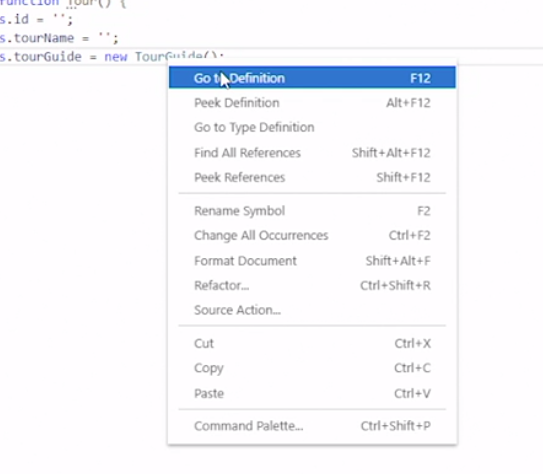 function Tour() {
s.id = '';
s.tourName = '';
s.tourGuide = new TourGuide();
Go to Definition F12
Peek Definition Alt+F12
Go to Type Definition
Find All References Shift+Alt+F12
Peek References Shift+F12
Rename Symbol F2
Change All Occurrences Ctrl+F2
Format Document Shift+Alt+F
Refactor... Ctrl+Shift+R
Source Action...
Cut Ctrl+X
Copy Ctrl+C
Paste Ctrl+V
Command Palette... Ctrl+Shift+P